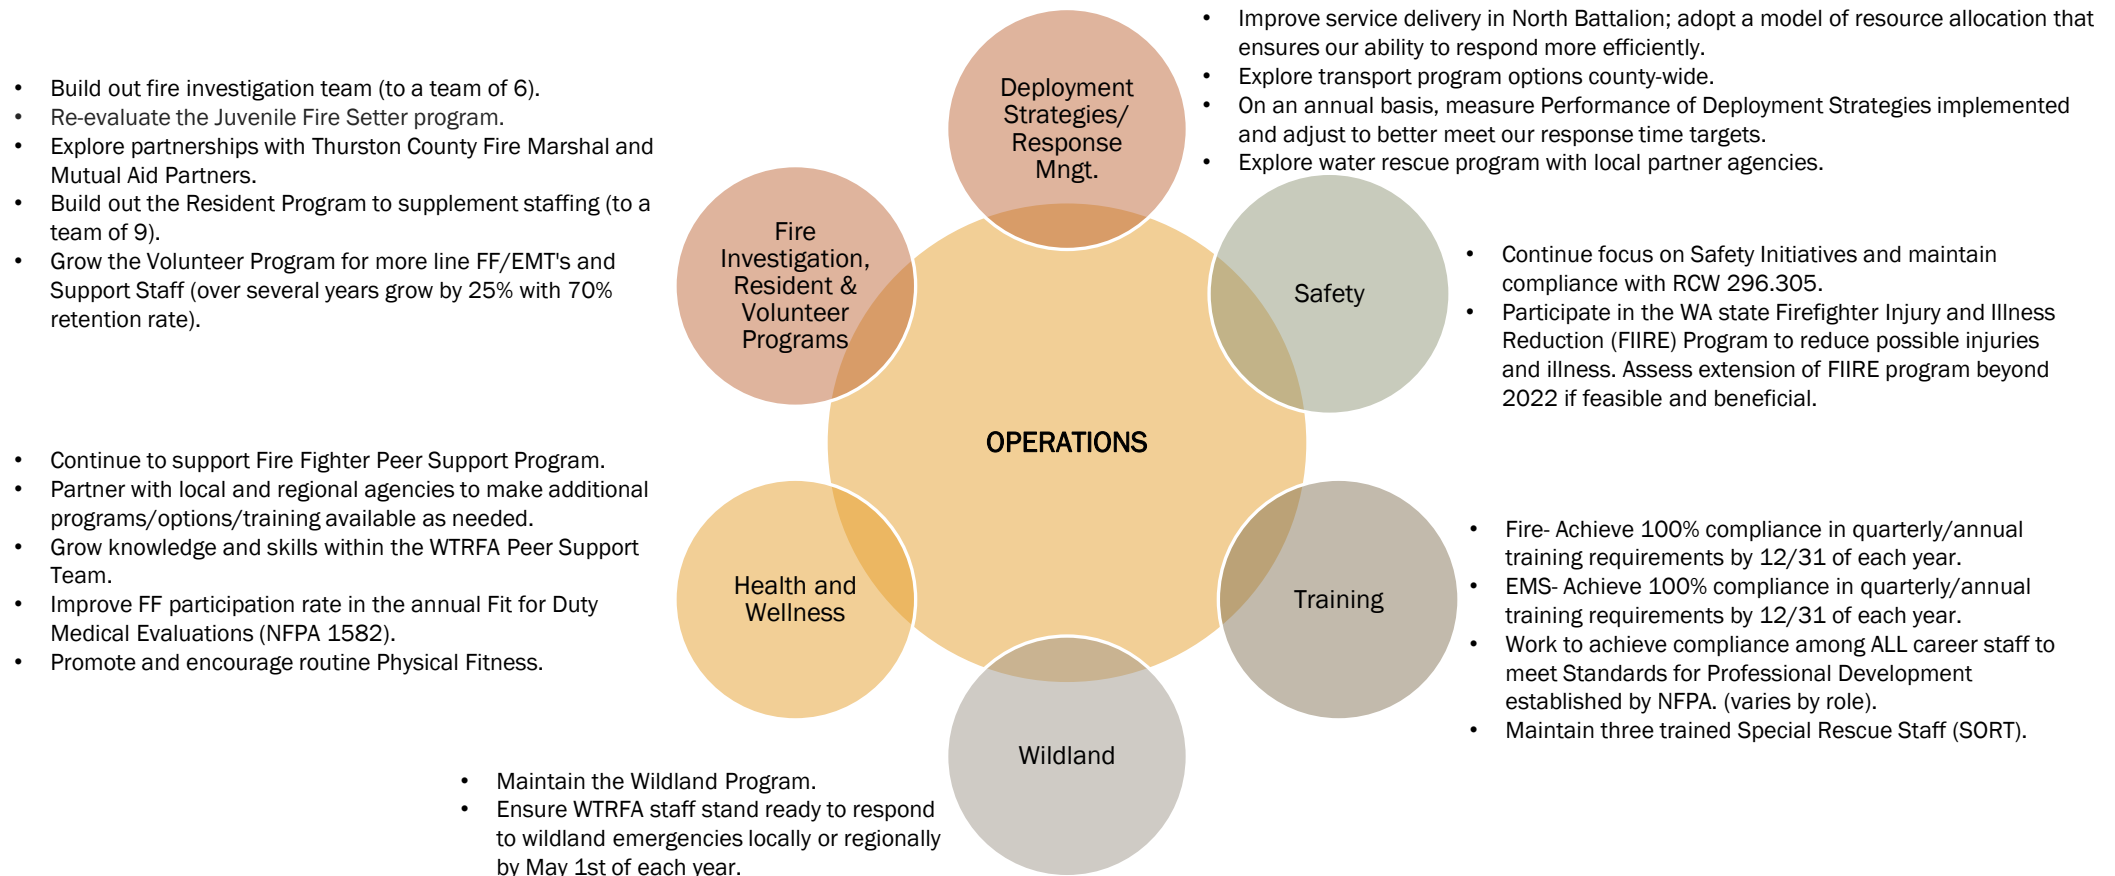 • Improve service delivery in North Battalion; adopt a model of resource allocation that
ensures our ability to respond more efficiently.
• Explore transport program options county-wide.
• On an annual basis, measure Performance of Deployment Strategies implemented
and adjust to better meet our response time targets.
• Explore water rescue program with local partner agencies.
Deployment
Strategies/
Response
Mngt.
• Build out fire investigation team (to a team of 6).
• Re-evaluate the Juvenile Fire Setter program.
• Explore partnerships with Thurston County Fire Marshal and
Mutual Aid Partners.
• Build out the Resident Program to supplement staffing (to a
team of 9).
• Grow the Volunteer Program for more line FF/EMT's and
Support Staff (over several years grow by 25% with 70%
retention rate).
Fire
Investigation,
Resident &
Volunteer
Programs
Safety
• Continue focus on Safety Initiatives and maintain
compliance with RCW 296.305.
• Participate in the WA state Firefighter Injury and Illness
Reduction (FIIRE) Program to reduce possible injuries
and illness. Assess extension of FIIRE program beyond
2022 if feasible and beneficial.
OPERATIONS
• Continue to support Fire Fighter Peer Support Program.
• Partner with local and regional agencies to make additional
programs/options/training available as needed.
• Grow knowledge and skills within the WTRFA Peer Support
Team.
• Improve FF participation rate in the annual Fit for Duty
Medical Evaluations (NFPA 1582).
• Promote and encourage routine Physical Fitness.
Health and
Wellness
Training
• Fire- Achieve 100% compliance in quarterly/annual
training requirements by 12/31 of each year.
• EMS- Achieve 100% compliance in quarterly/annual
training requirements by 12/31 of each year.
• Work to achieve compliance among ALL career staff to
meet Standards for Professional Development
established by NFPA. (varies by role).
• Maintain three trained Special Rescue Staff (SORT).
Wildland
• Maintain the Wildland Program.
• Ensure WTRFA staff stand ready to respond
to wildland emergencies locally or regionally
by May 1st of each year.